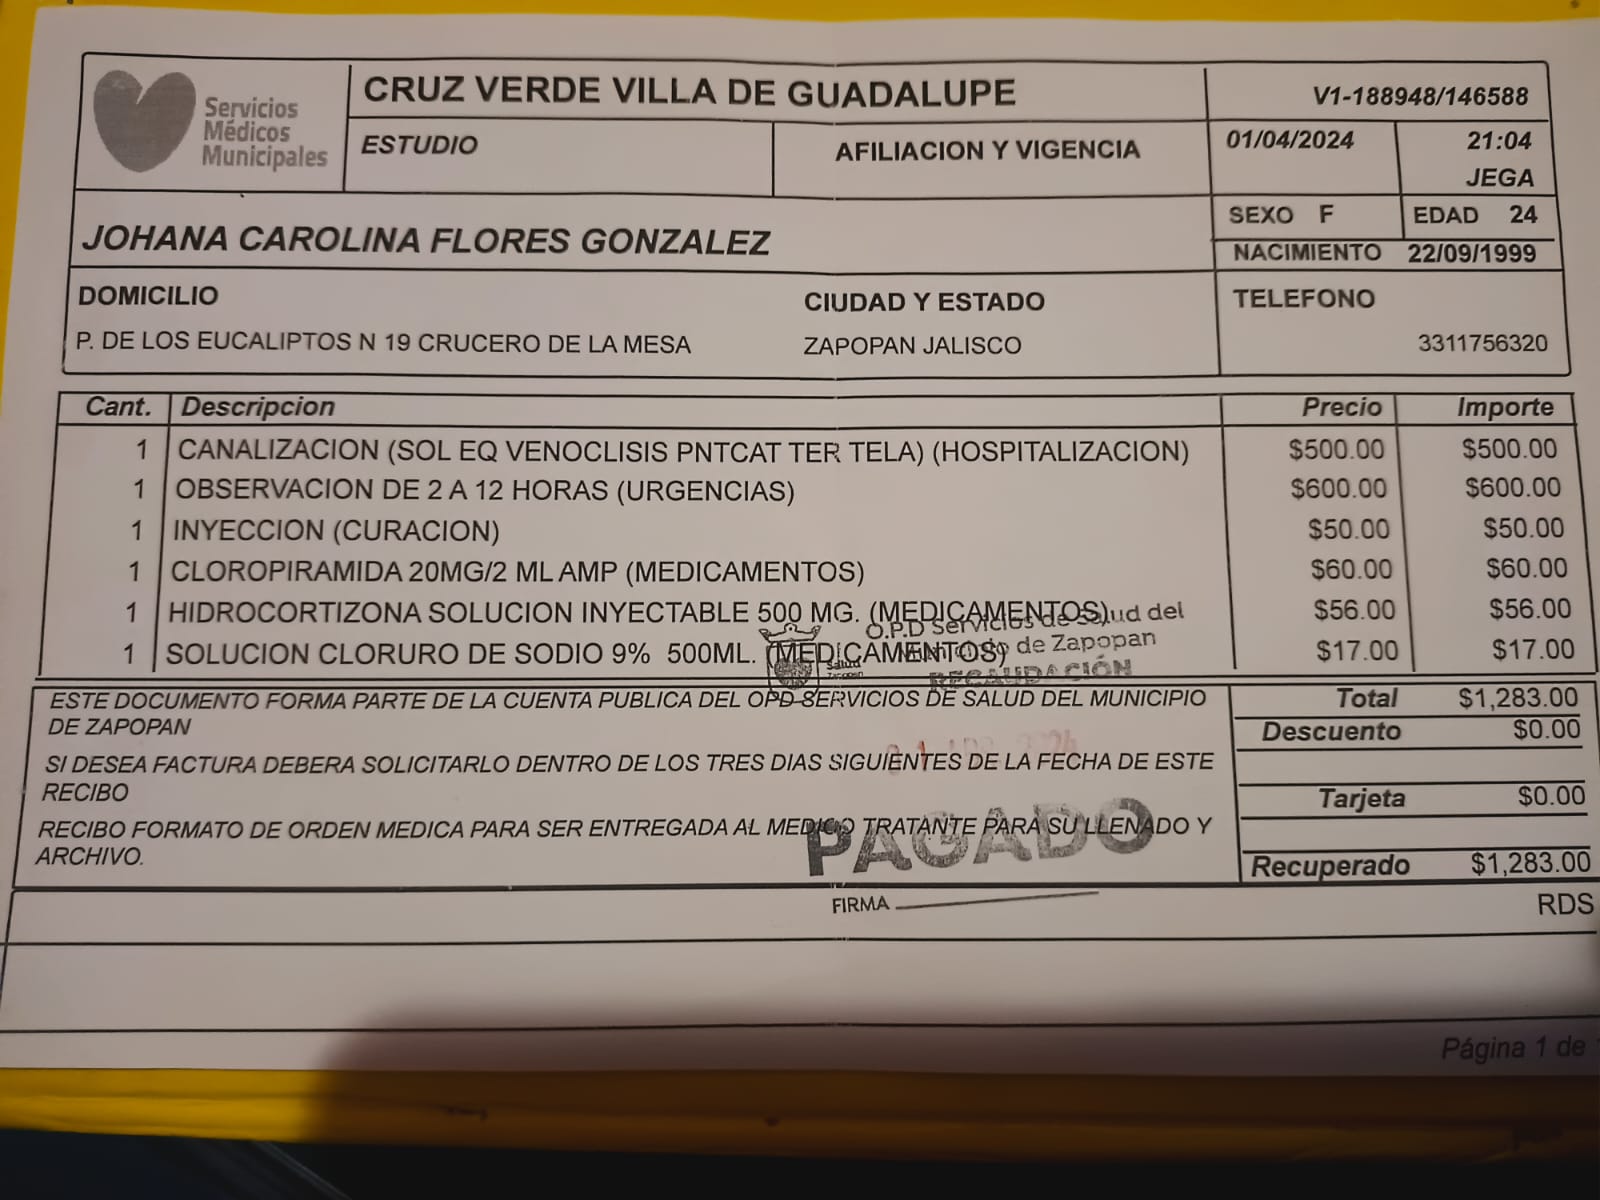 Servicios
Médicos
Municipales
CRUZ VERDE VILLA DE GUADALUPE
V1-188948/146588
ESTUDIO
AFILIACION Y VIGENCIA
01/04/2024
21:04
JEGA
JOHANA CAROLINA FLORES GONZALEZ
SEXO F
EDAD 24
NACIMIENTO 22/09/1999
DOMICILIO
CIUDAD Y ESTADO
TELEFONO
P. DE LOS EUCALIPTOS N 19 CRUCERO DE LA MESA
ZAPOPAN JALISCO
3311756320
Cant. Descripcion Precio Importe
1 CANALIZACION (SOL EQ VENOCLISIS PNTCAT TER TELA) (HOSPITALIZACION) $500.00 $500.00
1 OBSERVACION DE 2 A 12 HORAS (URGENCIAS) $600.00 $600.00
1 INYECCION (CURACION) $50.00 $50.00
1 CLOROPIRAMIDA 20MG/2 ML AMP (MEDICAMENTOS) $60.00 $60.00
1 HIDROCORTIZONA SOLUCION INYECTABLE 500 MG. (MEDICAMENTOS) $56.00 $56.00
1 SOLUCION CLORURO DE SODIO 9% 500ML. (MEDICAMENTOS) $17.00 $17.00
O.P.D Servicios de Salud del
de Zapopan
RECAUDACIÓN
Salud
Zapopan
ESTE DOCUMENTO FORMA PARTE DE LA CUENTA PUBLICA DEL OPD SERVICIOS DE SALUD DEL MUNICIPIO
DE ZAPOPAN
SI DESEA FACTURA DEBERA SOLICITARLO DENTRO DE LOS TRES DIAS SIGUIENTES DE LA FECHA DE ESTE
RECIBO
RECIBO FORMATO DE ORDEN MEDICA PARA SER ENTREGADA AL MEDICO TRATANTE PARA SU LLENADO Y
ARCHIVO.
PAGADO
Total $1,283.00
Descuento $0.00
Tarjeta $0.00
Recuperado $1,283.00
FIRMA
RDS
Página 1 de